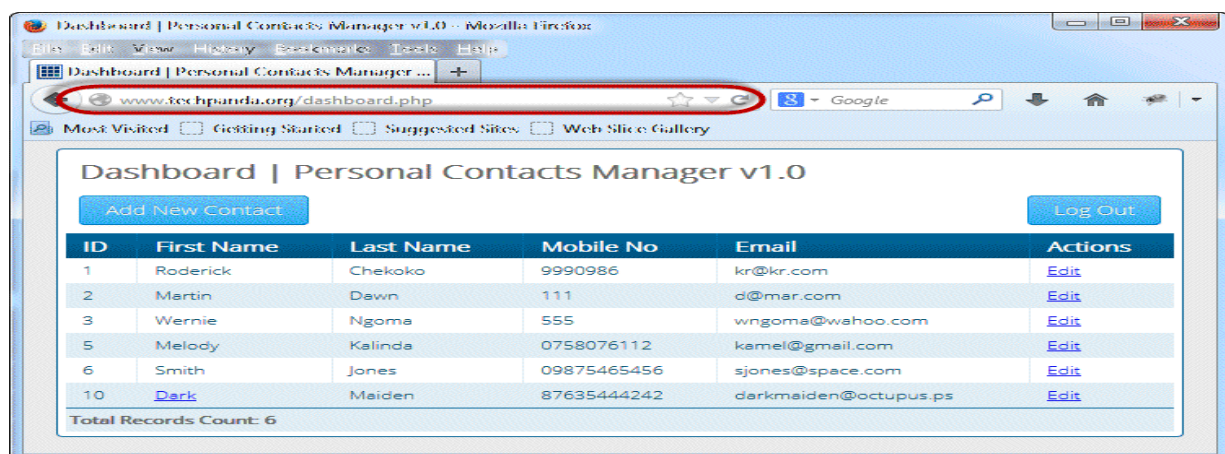 Dashboard | Personal Contacts Manager v1.0 - Mozilla Firefox
File Edit View History Bookmarks Tools Help
Dashboard | Personal Contacts Manager ... +
www.techpanda.org/dashboard.php 8 Google
Most Visited Getting Started Suggested Sites Web Slice Gallery
Dashboard | Personal Contacts Manager v1.0
Add New Contact Log Out
ID First Name Last Name Mobile No Email Actions
1 Roderick Chekoko 9990986 kr@kr.com Edit
2 Martin Dawn 111 d@mar.com Edit
3 Wernie Ngoma 555 wngoma@wahoo.com Edit
5 Melody Kalinda 0758076112 kamel@gmail.com Edit
6 Smith Jones 09875465456 sjones@space.com Edit
10 Dark Maiden 87635444242 darkmaiden@octupus.ps Edit
Total Records Count: 6